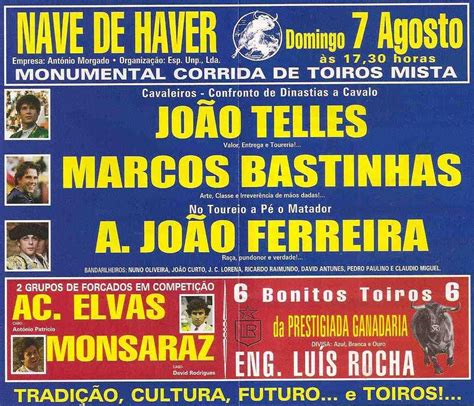 NAVE DE HAVER
Empresa: António Morgado • Organização: Esp. Unp., Lda.
Domingo 7 Agosto
às 17,30 horas
MONUMENTAL CORRIDA DE TOIROS MISTA
Cavaleiros - Confronto de Dinastias a Cavalo
JOÃO TELLES
Valor, Entrega e Toureria!...
MARCOS BASTINHAS
Arte, Classe e Irreverência de mãos dadas!...
No Toureio a Pé o Matador
A. JOÃO FERREIRA
Raça, pundonor e verdade!...
BANDARILHEIROS: NUNO OLIVEIRA, JOÃO CURTO, J. C. LORENA, RICARDO RAIMUNDO, DAVID ANTUNES, PEDRO PAULINO E CLAUDIO MIGUEL.
2 GRUPOS DE FORCADOS EM COMPETIÇÃO
AC. ELVAS
CABO:
António Patrício
MONSARAZ
CABO:
David Rodrigues
6 Bonitos Toiros 6
da PRESTIGIADA GANADARIA
DIVISA: Azul, Branca e Ouro
LR
ENG. LUÍS ROCHA
TRADIÇÃO, CULTURA, FUTURO... e TOIROS!...